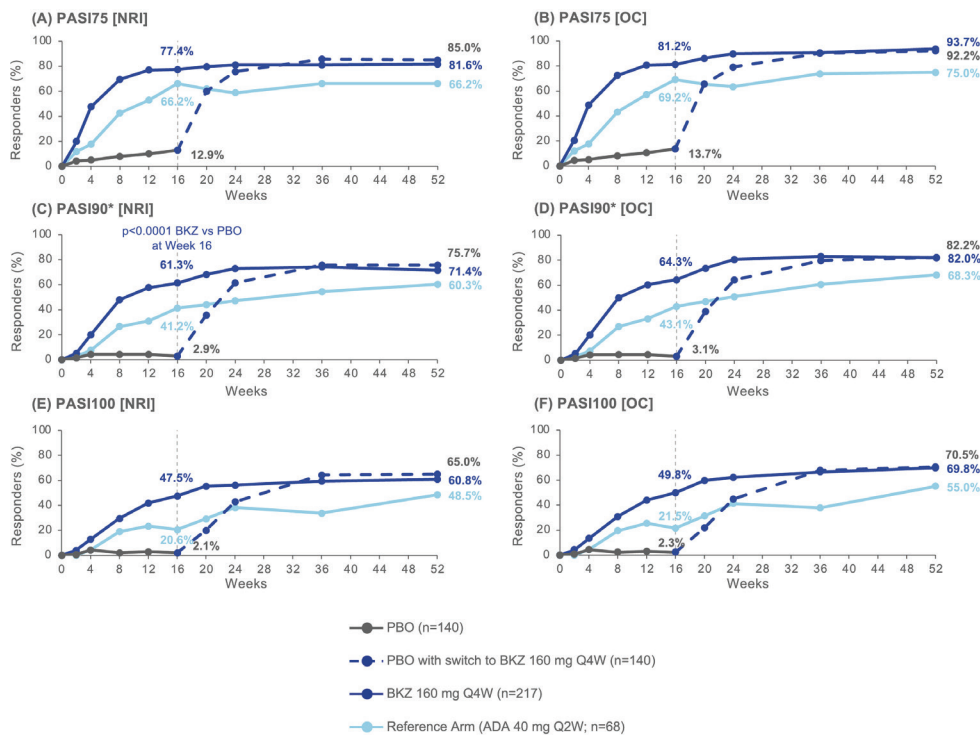 (A) PASI75 [NRI]
Responders (%)
100
80
60
40
20
0
77.4%
66.2%
12.9%
85.0%
81.6%
66.2%
0 4 8 12 16 20 24 28 32 36 40 44 48 52
Weeks
(B) PASI75 [OC]
Responders (%)
100
80
60
40
20
0
81.2%
69.2%
13.7%
93.7%
92.2%
75.0%
0 4 8 12 16 20 24 28 32 36 40 44 48 52
Weeks
(C) PASI90* [NRI]
p<0.0001 BKZ vs PBO
at Week 16
Responders (%)
100
80
60
40
20
0
61.3%
41.2%
2.9%
75.7%
71.4%
60.3%
0 4 8 12 16 20 24 28 32 36 40 44 48 52
Weeks
(D) PASI90* [OC]
Responders (%)
100
80
60
40
20
0
64.3%
43.1%
3.1%
82.2%
82.0%
68.3%
0 4 8 12 16 20 24 28 32 36 40 44 48 52
Weeks
(E) PASI100 [NRI]
Responders (%)
100
80
60
40
20
0
47.5%
20.6%
2.1%
65.0%
60.8%
48.5%
0 4 8 12 16 20 24 28 32 36 40 44 48 52
Weeks
(F) PASI100 [OC]
Responders (%)
100
80
60
40
20
0
49.8%
21.5%
2.3%
70.5%
69.8%
55.0%
0 4 8 12 16 20 24 28 32 36 40 44 48 52
Weeks
PBO (n=140)
PBO with switch to BKZ 160 mg Q4W (n=140)
BKZ 160 mg Q4W (n=217)
Reference Arm (ADA 40 mg Q2W; n=68)